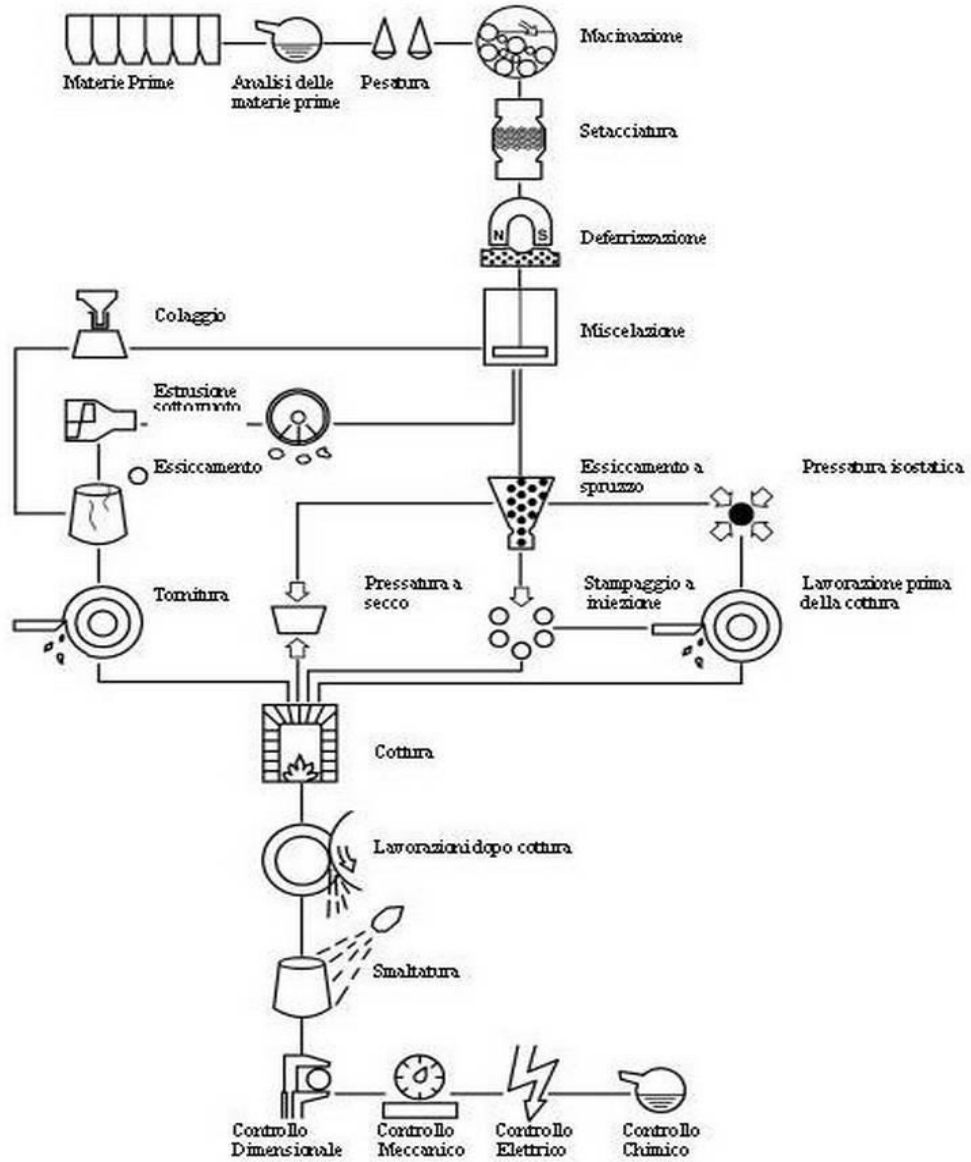 Macinazione
Materie Prime
Analisi delle
materie prime
Pesatura
Setacciatura
N S
Deferrizzazione
Colaggio
Miscelazione
Estrusione
sottovuoto
Essiccamento
Essiccamento a
spruzzo
Pressatura isostatica
Tornitura
Pressatura a
secco
Stampaggio a
iniezione
Lavorazione prima
della cottura
Cottura
Lavorazioni dopo cottura
Smaltatura
Controllo
Dimensionale
Controllo
Meccanico
Controllo
Elettrico
Controllo
Chimico